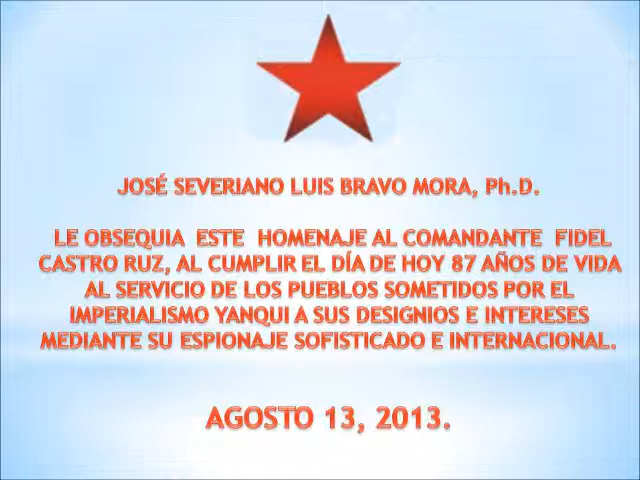 JOSÉ SEVERIANO LUIS BRAVO MORA, Ph.D.
LE OBSEQUIA ESTE HOMENAJE AL COMANDANTE FIDEL
CASTRO RUZ, AL CUMPLIR EL DÍA DE HOY 87 AÑOS DE VIDA
AL SERVICIO DE LOS PUEBLOS SOMETIDOS POR EL
IMPERIALISMO YANQUI A SUS DESIGNIOS E INTERESES
MEDIANTE SU ESPIONAJE SOFISTICADO E INTERNACIONAL.
AGOSTO 13, 2013.